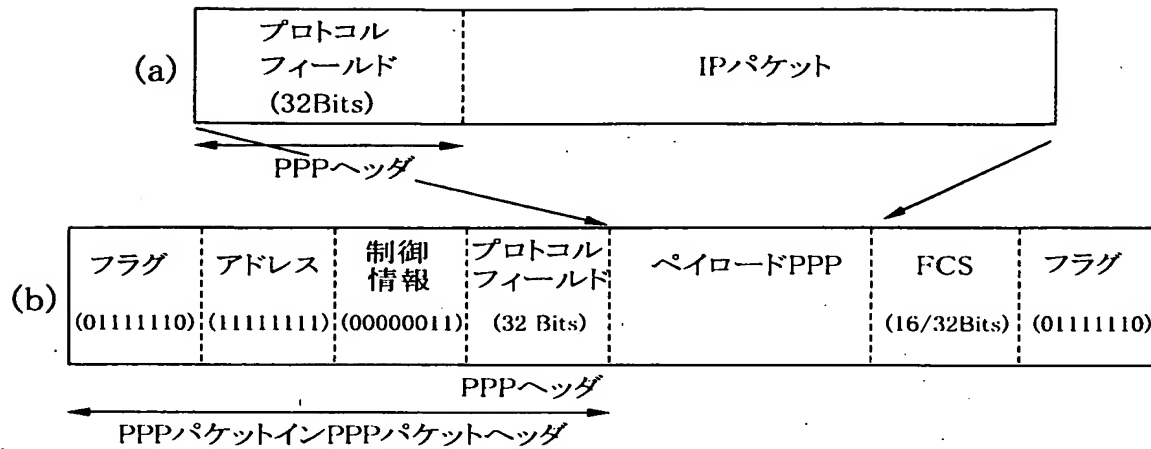 (a)
プロトコル
フィールド
(32Bits)
IPパケット
PPPヘッダ
(b)
フラグ
(01111110)
アドレス
(11111111)
制御
情報
(00000011)
プロトコル
フィールド
(32 Bits)
ペイロードPPP
FCS
(16/32Bits)
フラグ
(01111110)
PPPヘッダ
PPPパケットインPPPパケットヘッダ